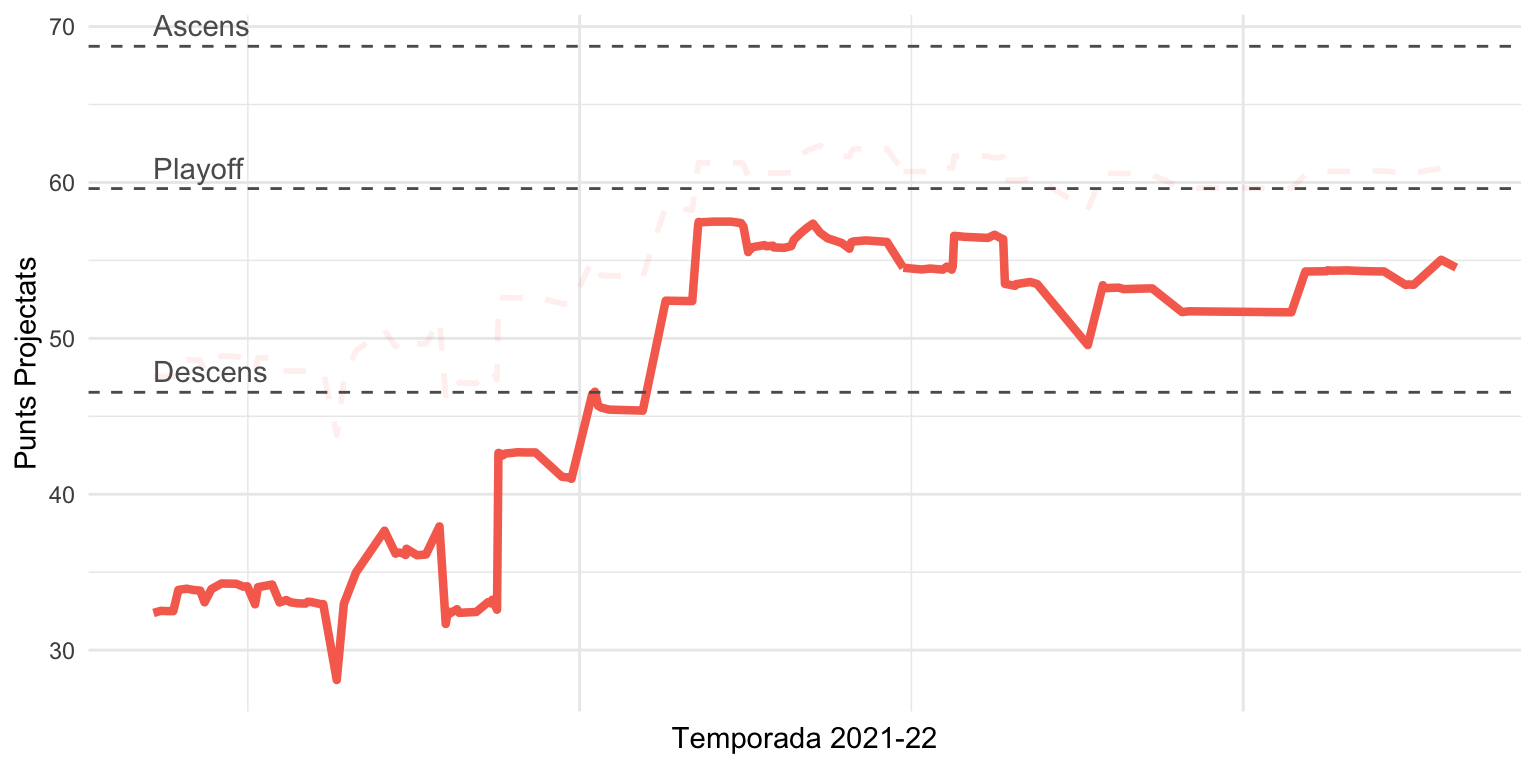 70
Ascens
Playoff
60
50
Descens
40
30
Punts Projectats
Temporada 2021-22